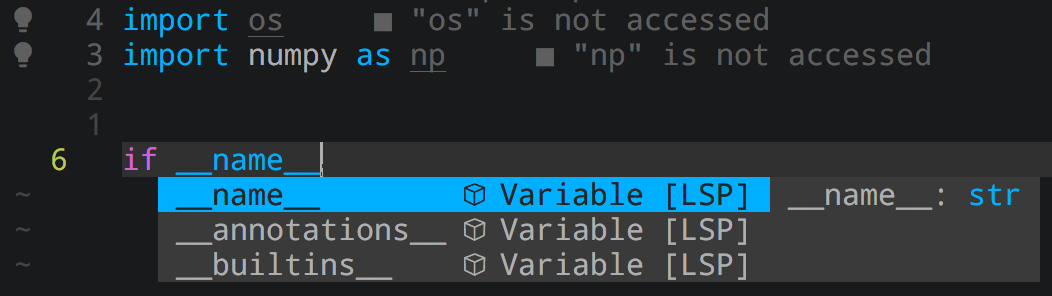 4 import os ■ "os" is not accessed
3 import numpy as np ■ "np" is not accessed
2
1
6 if __name__
~ __name__ Variable [LSP] __name__: str
~ __annotations__ Variable [LSP]
~ __builtins__ Variable [LSP]